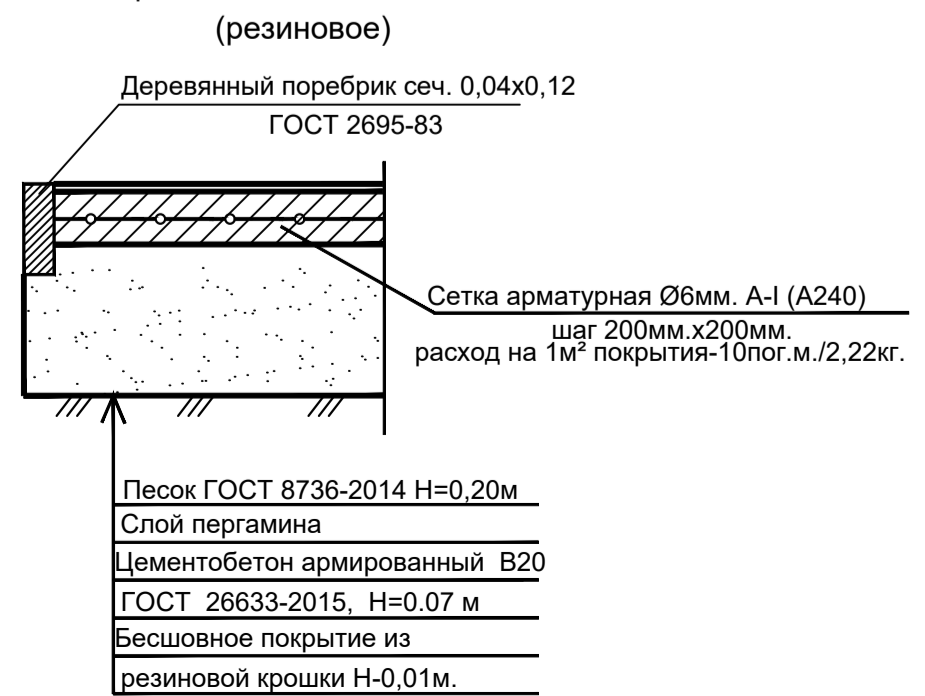 (резиновое)
Деревянный поребрик сеч. 0,04х0,12
ГОСТ 2695-83
Сетка арматурная Ø6мм. А-I (А240)
шаг 200мм.х200мм.
расход на 1м² покрытия-10пог.м./2,22кг.
Песок ГОСТ 8736-2014 Н=0,20м
Слой пергамина
Цементобетон армированный В20
ГОСТ 26633-2015, Н=0.07 м
Бесшовное покрытие из
резиновой крошки Н-0,01м.